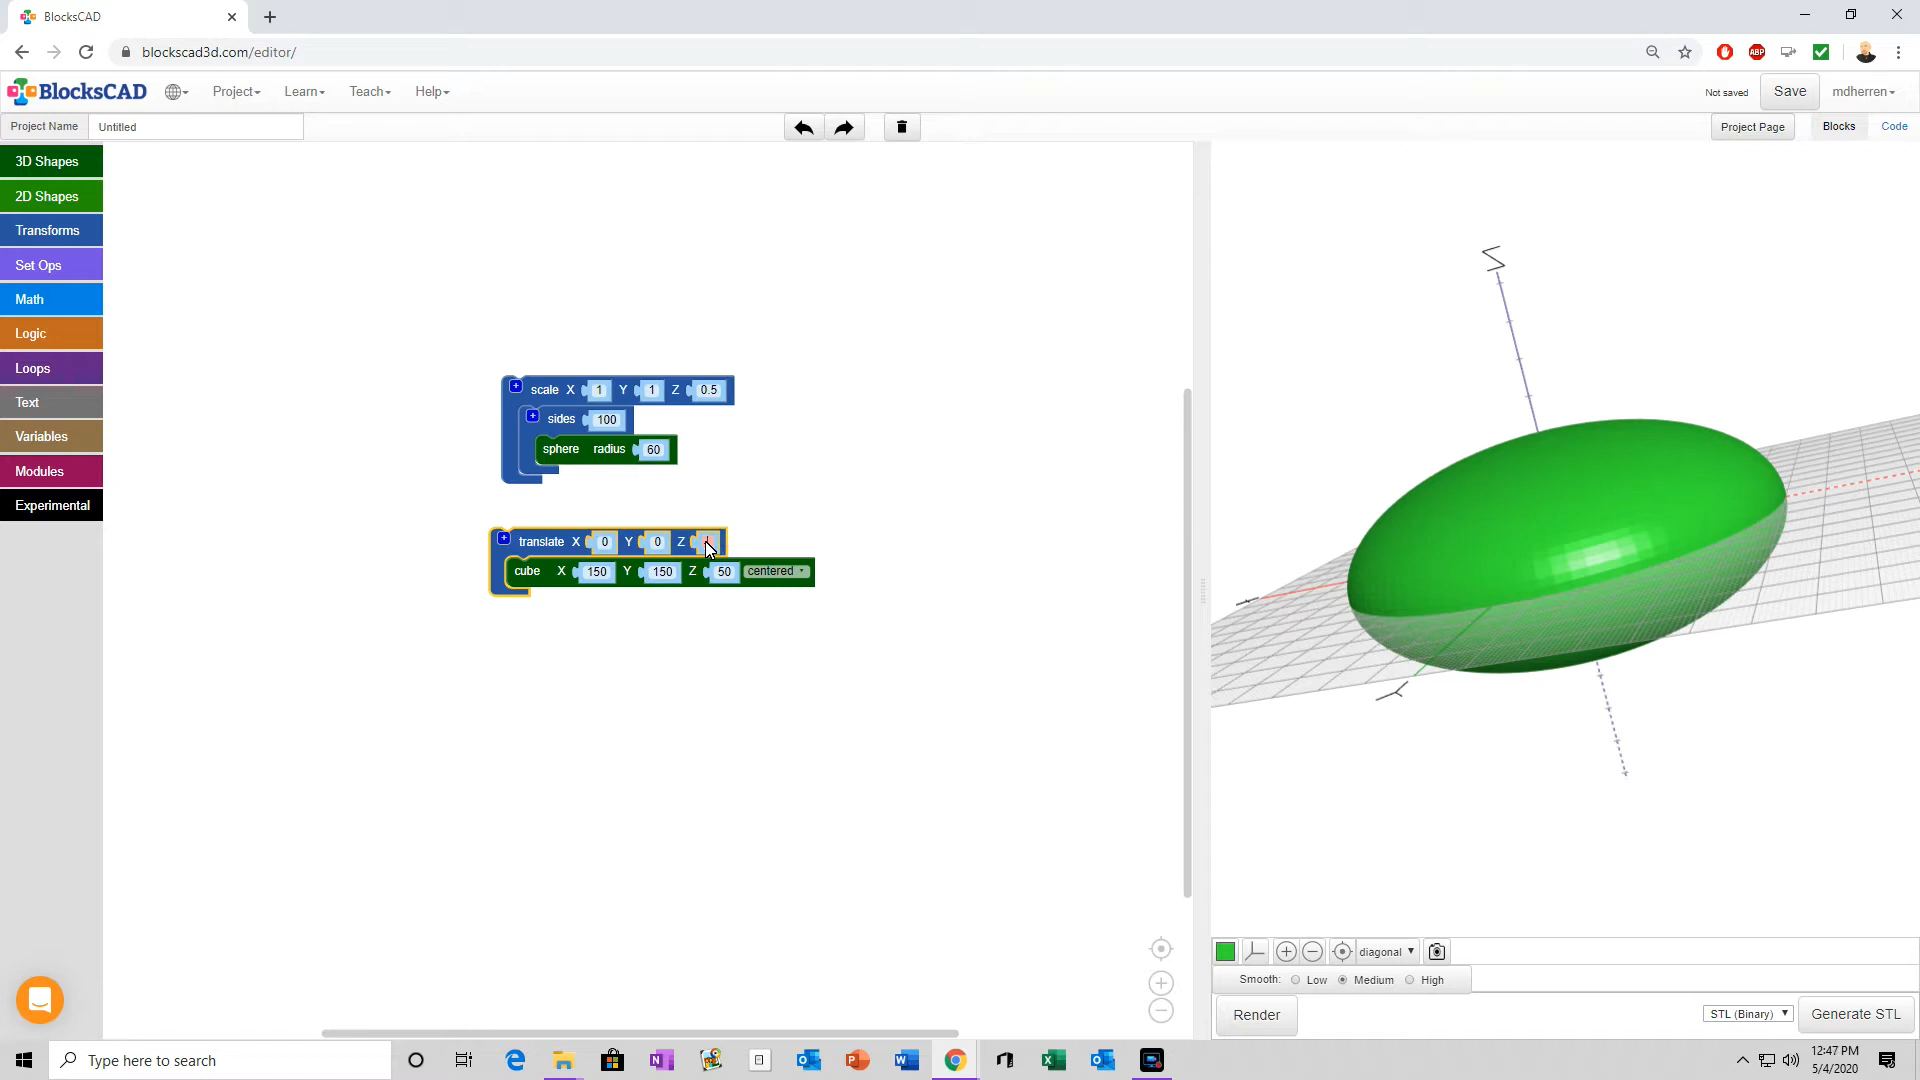 BlocksCAD
blockscad3d.com/editor/
ABP
BlocksCAD
Project
Learn
Teach
Help
Not saved
Save
mdherren
Project Name
Untitled
Project Page
Blocks
Code
3D Shapes
2D Shapes
Transforms
Set Ops
Math
Logic
Loops
Text
Variables
Modules
Experimental
scale X 1 Y 1 Z 0.5
sides 100
sphere radius 60
translate X 0 Y 0 Z
cube X 150 Y 150 Z 50 centered
diagonal
Smooth: Low Medium High
Render
STL (Binary)
Generate STL
Type here to search
12:47 PM
5/4/2020